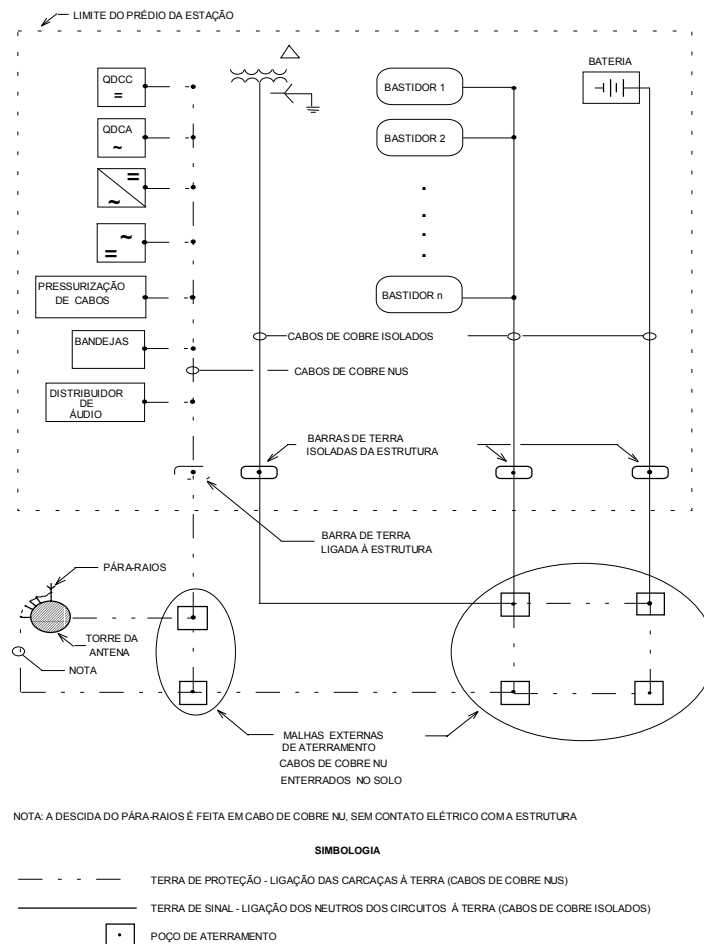 LIMITE DO PRÉDIO DA ESTAÇÃO
QDCC
=
QDCA
~
=
~
~
=
PRESSURIZAÇÃO
DE CABOS
BANDEJAS
DISTRIBUIDOR
DE
ÁUDIO
BASTIDOR 1
BASTIDOR 2
BASTIDOR n
BATERIA
CABOS DE COBRE ISOLADOS
CABOS DE COBRE NUS
BARRAS DE TERRA
ISOLADAS DA ESTRUTURA
BARRA DE TERRA
LIGADA À ESTRUTURA
PÁRA-RAIOS
TORRE DA
ANTENA
NOTA
MALHAS EXTERNAS
DE ATERRAMENTO
CABOS DE COBRE NU
ENTERRADOS NO SOLO
NOTA: A DESCIDA DO PÁRA-RAIOS É FEITA EM CABO DE COBRE NU, SEM CONTATO ELÉTRICO COM A ESTRUTURA
SIMBOLOGIA
TERRA DE PROTEÇÃO - LIGAÇÃO DAS CARCAÇAS À TERRA (CABOS DE COBRE NUS)
TERRA DE SINAL - LIGAÇÃO DOS NEUTROS DOS CIRCUITOS À TERRA (CABOS DE COBRE ISOLADOS)
POÇO DE ATERRAMENTO